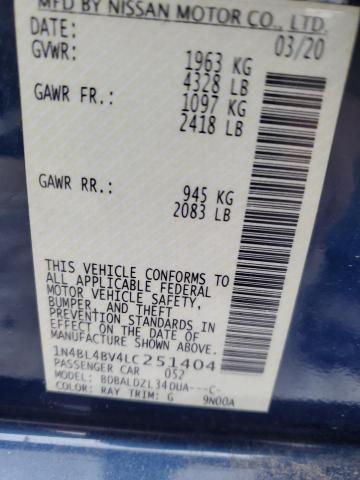 MFD BY NISSAN MOTOR CO., LTD.
DATE: 03/20
GVWR: 1963 KG
4328 LB
GAWR FR.: 1097 KG
2418 LB
GAWR RR.: 945 KG
2083 LB
THIS VEHICLE CONFORMS TO
ALL APPLICABLE FEDERAL
MOTOR VEHICLE SAFETY,
BUMPER, AND THEFT
PREVENTION STANDARDS IN
EFFECT ON THE DATE OF
MANUFACTURE SHOWN ABOVE.
1N4BL4BV4LC251404
PASSENGER CAR 052
MODEL: BDBALDZL34DUA---C-
COLOR: RAY TRIM: G 9N00A